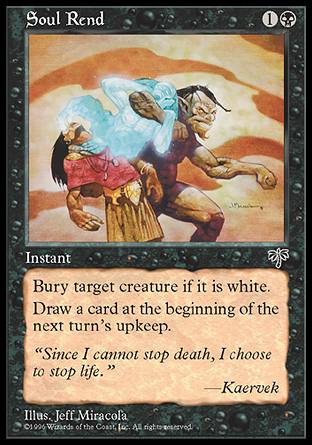 Soul Rend 1
J. Miracola
Instant
Bury target creature if it is white.
Draw a card at the beginning of the
next turn's upkeep.
“Since I cannot stop death, I choose
to stop life.”
—Kaervek
Illus. Jeff Miracola
©1996 Wizards of the Coast, Inc. All rights reserved.